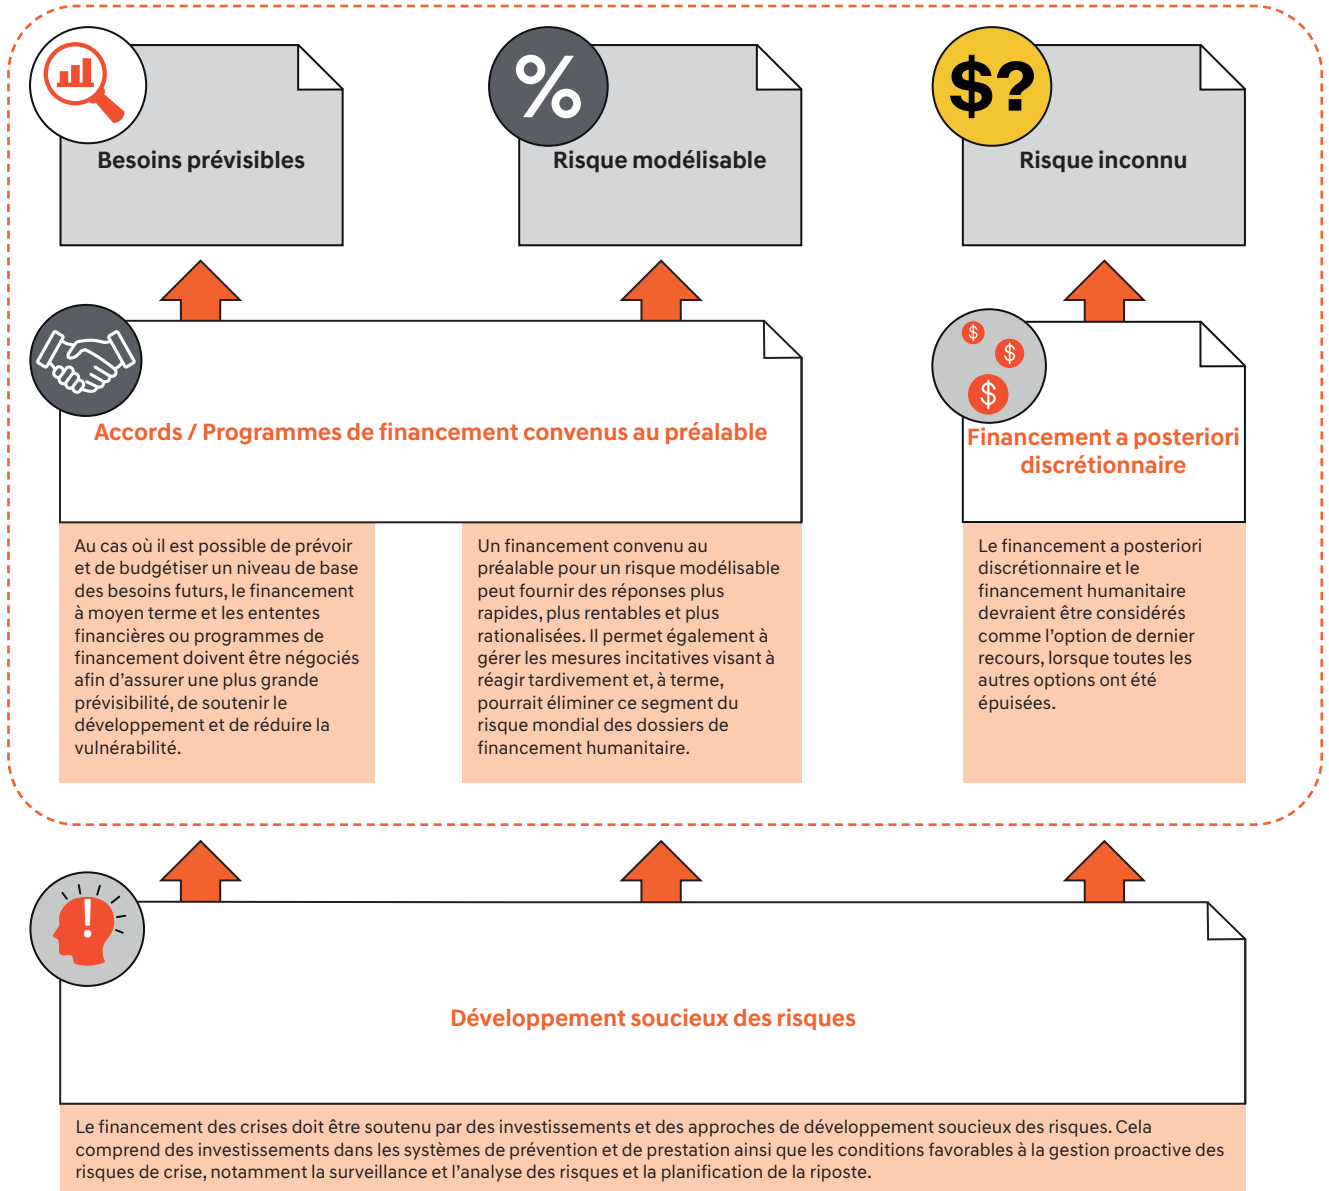 $?
%
Besoins prévisibles
Risque modélisable
Risque inconnu
$
$
$
Accords / Programmes de financement convenus au préalable
Financement a posteriori
discrétionnaire
Au cas où il est possible de prévoir
et de budgétiser un niveau de base
des besoins futurs, le financement
à moyen terme et les ententes
financières ou programmes de
financement doivent être négociés
afin d’assurer une plus grande
prévisibilité, de soutenir le
développement et de réduire la
vulnérabilité.
Un financement convenu au
préalable pour un risque modélisable
peut fournir des réponses plus
rapides, plus rentables et plus
rationalisées. Il permet également à
gérer les mesures incitatives visant à
réagir tardivement et, à terme,
pourrait éliminer ce segment du
risque mondial des dossiers de
financement humanitaire.
Le financement a posteriori
discrétionnaire et le
financement humanitaire
devraient être considérés
comme l’option de dernier
recours, lorsque toutes les
autres options ont été
épuisées.
!
Développement soucieux des risques
Le financement des crises doit être soutenu par des investissements et des approches de développement soucieux des risques. Cela
comprend des investissements dans les systèmes de prévention et de prestation ainsi que les conditions favorables à la gestion proactive des
risques de crise, notamment la surveillance et l’analyse des risques et la planification de la riposte.